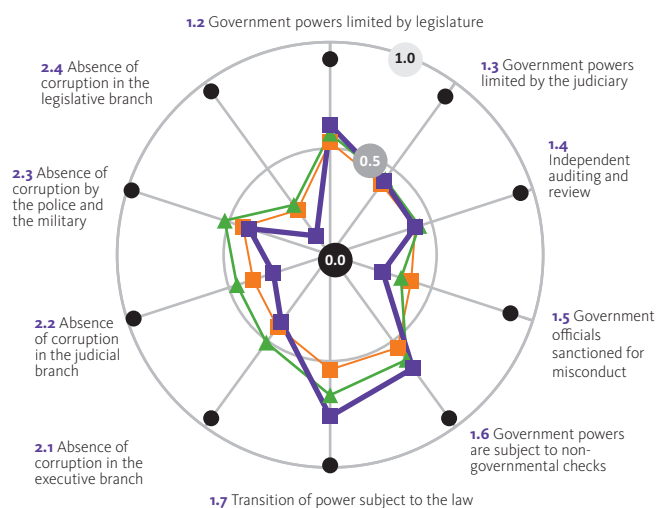 1.2 Government powers limited by legislature
1.0
1.3 Government powers
limited by the judiciary
1.4
Independent
auditing and
review
1.5 Government
officials
sanctioned for
misconduct
1.6 Government powers
are subject to non-
governmental checks
1.7 Transition of power subject to the law
2.1 Absence of
corruption in the
executive branch
2.2 Absence
of corruption
in the judicial
branch
2.3 Absence of
corruption by
the police and
the military
2.4 Absence of
corruption in the
legislative branch
0.5
0.0